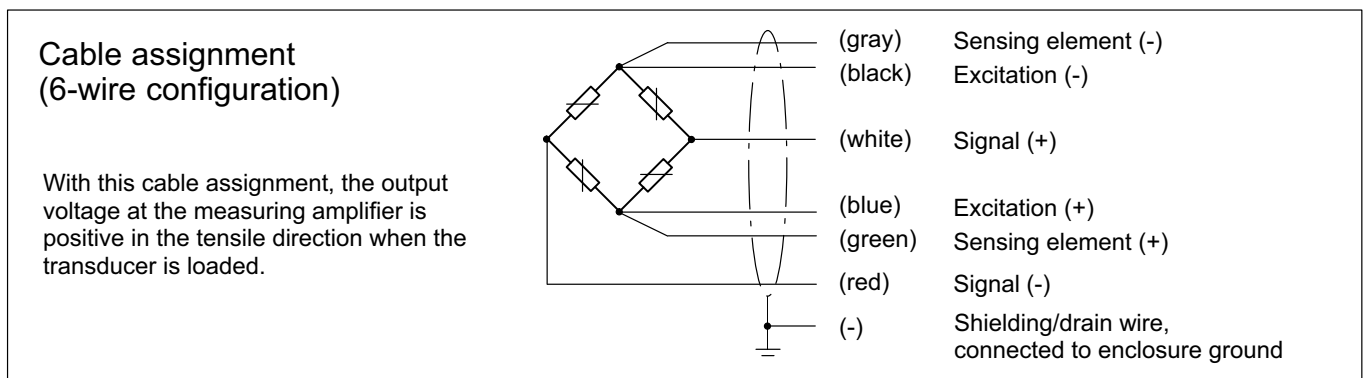 Cable assignment
(6-wire configuration)
With this cable assignment, the output
voltage at the measuring amplifier is
positive in the tensile direction when the
transducer is loaded.
(gray) Sensing element (-)
(black) Excitation (-)
(white) Signal (+)
(blue) Excitation (+)
(green) Sensing element (+)
(red) Signal (-)
(-) Shielding/drain wire,
connected to enclosure ground